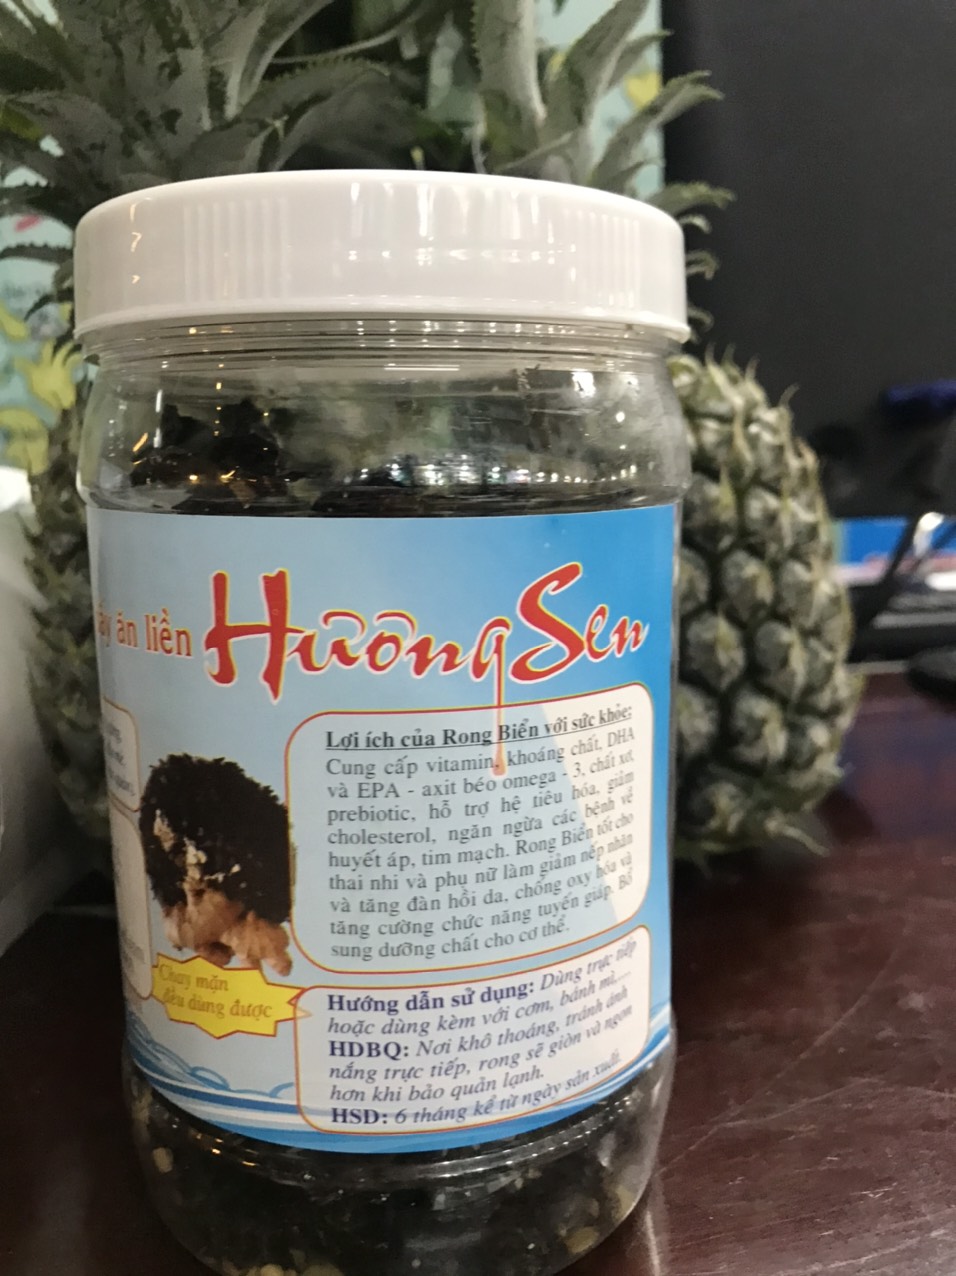 ăn liền Hương Sen
Lợi ích của Rong Biển với sức khỏe:
Cung cấp vitamin, khoáng chất, DHA
và EPA - axit béo omega - 3, chất xơ,
prebiotic, hỗ trợ hệ tiêu hóa, giảm
cholesterol, ngăn ngừa các bệnh về
huyết áp, tim mạch. Rong Biển tốt cho
thai nhi và phụ nữ làm giảm nếp nhăn
và tăng đàn hồi da, chống oxy hóa và
tăng cường chức năng tuyến giáp. Bổ
sung dưỡng chất cho cơ thể.
Chay mặn
đều dùng được
Hướng dẫn sử dụng: Dùng trực tiếp
hoặc dùng kèm với cơm, bánh mì.....
HDBQ: Nơi khô thoáng, tránh ánh
nắng trực tiếp, rong sẽ giòn và ngon
hơn khi bảo quản lạnh.
HSD: 6 tháng kể từ ngày sản xuất.